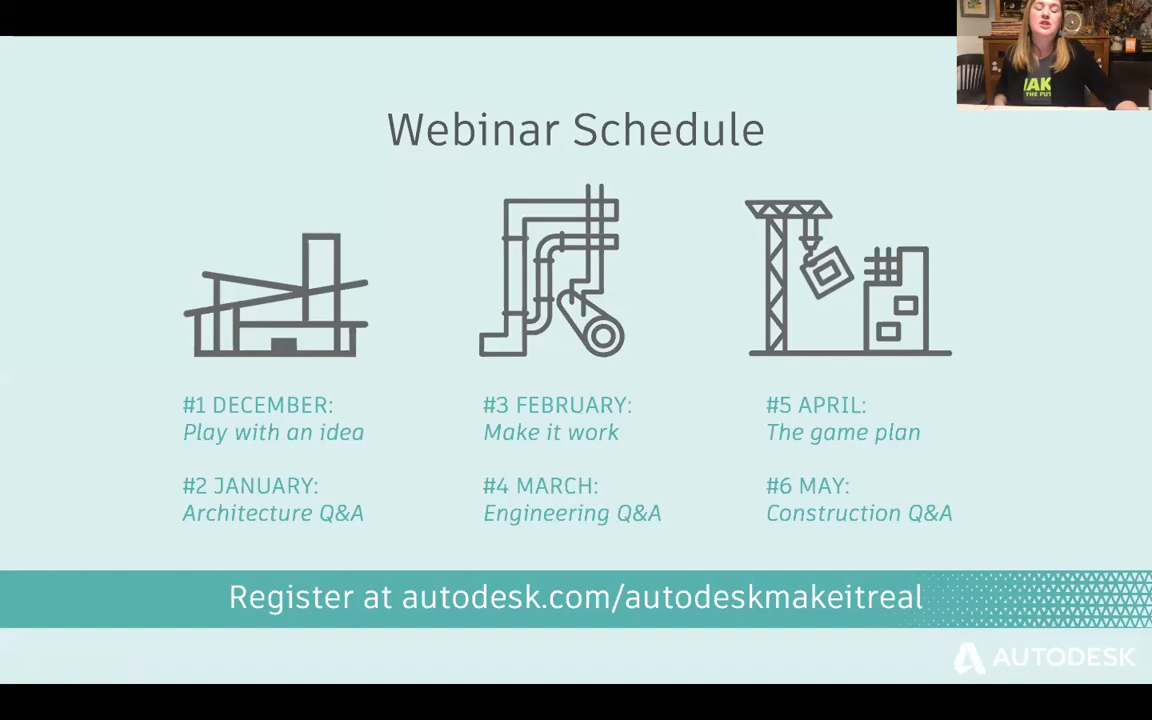 Webinar Schedule
#1 DECEMBER:
Play with an idea
#2 JANUARY:
Architecture Q&A
#3 FEBRUARY:
Make it work
#4 MARCH:
Engineering Q&A
#5 APRIL:
The game plan
#6 MAY:
Construction Q&A
Register at autodesk.com/autodeskmakeitreal
AUTODESK